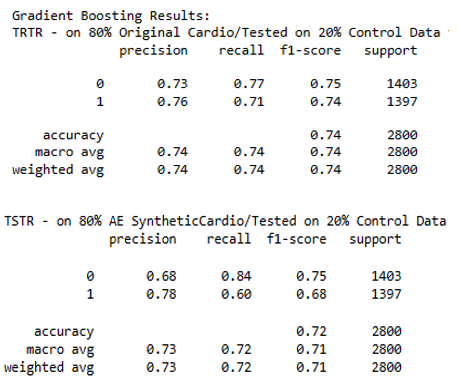 Gradient Boosting Results:
TRTR - on 80% Original Cardio/Tested on 20% Control Data
precision recall f1-score support
0 0.73 0.77 0.75 1403
1 0.76 0.71 0.74 1397
accuracy 0.74 2800
macro avg 0.74 0.74 0.74 2800
weighted avg 0.74 0.74 0.74 2800
TSTR - on 80% AE SyntheticCardio/Tested on 20% Control Data
precision recall f1-score support
0 0.68 0.84 0.75 1403
1 0.78 0.60 0.68 1397
accuracy 0.72 2800
macro avg 0.73 0.72 0.71 2800
weighted avg 0.73 0.72 0.71 2800